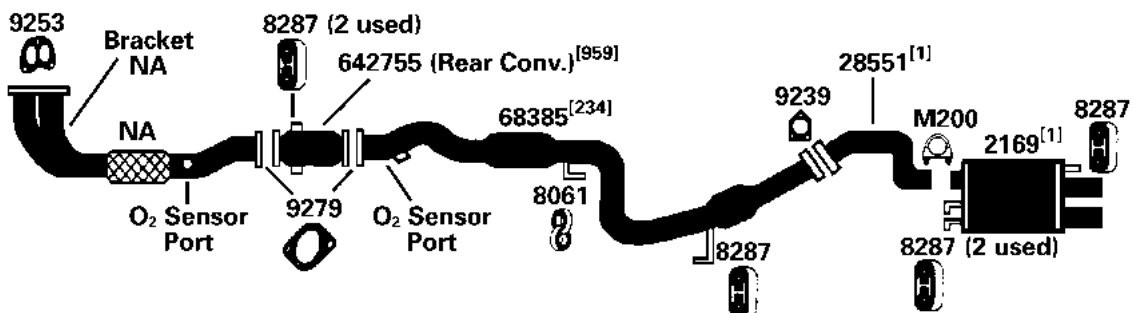 9253
Bracket
NA
8287 (2 used)
642755 (Rear Conv.)[959]
28551[1]
9239
M200
8287
NA
68385[234]
2169[1]
O₂ Sensor
Port
9279
O₂ Sensor
Port
8061
8287
8287 (2 used)